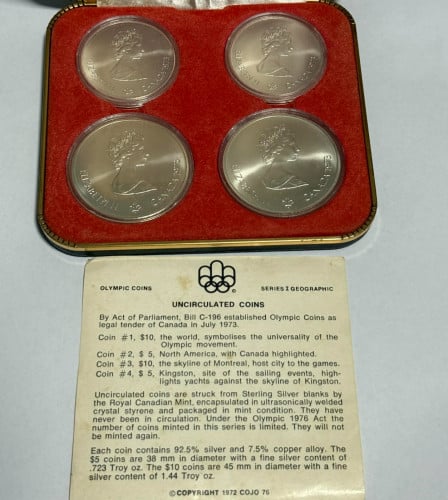 ELIZABETH II CANADA 1973
ELIZABETH II CANADA 1973
ELIZABETH II CANADA 1973
ELIZABETH II CANADA 1973
OLYMPIC COINS SERIES I GEOGRAPHIC
UNCIRCULATED COINS
By Act of Parliament, Bill C-196 established Olympic Coins as
legal tender of Canada in July 1973.
Coin #1, $10, the world, symbolises the universality of the
Olympic movement.
Coin #2, $ 5, North America, with Canada highlighted.
Coin #3, $10, the skyline of Montreal, host city to the games.
Coin #4, $ 5, Kingston, site of the sailing events, high-
lights yachts against the skyline of Kingston.
Uncirculated coins are struck from Sterling Silver blanks by
the Royal Canadian Mint, encapsulated in ultrasonically welded
crystal styrene and packaged in mint condition. They have
never been in circulation. Under the Olympic 1976 Act the
number of coins minted in this series is limited. They will
not be minted again.
Each coin contains 92.5% silver and 7.5% copper alloy. The
$5 coins are 38 mm in diameter with a fine silver content of
.723 Troy oz. The $10 coins are 45 mm in diameter with a fine
silver content of 1.44 Troy oz.
©COPYRIGHT 1972 COJO 76